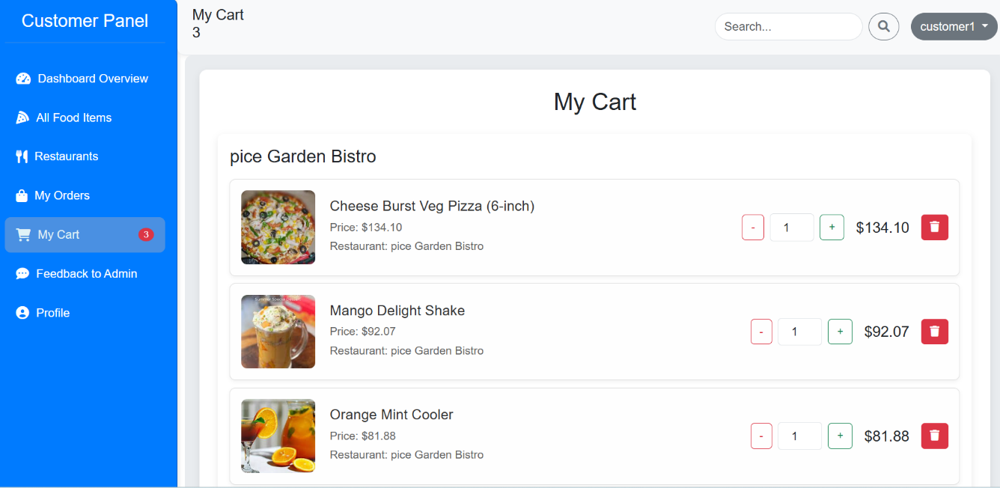 Customer Panel
Dashboard Overview
All Food Items
Restaurants
My Orders
My Cart 3
Feedback to Admin
Profile
My Cart
3
Search...
customer1
My Cart
pice Garden Bistro
Cheese Burst Veg Pizza (6-inch)
Price: $134.10
Restaurant: pice Garden Bistro
- 1 + $134.10
Summer Special Dessert
Mango Delight Shake
Price: $92.07
Restaurant: pice Garden Bistro
- 1 + $92.07
Orange Mint Cooler
Price: $81.88
Restaurant: pice Garden Bistro
- 1 + $81.88